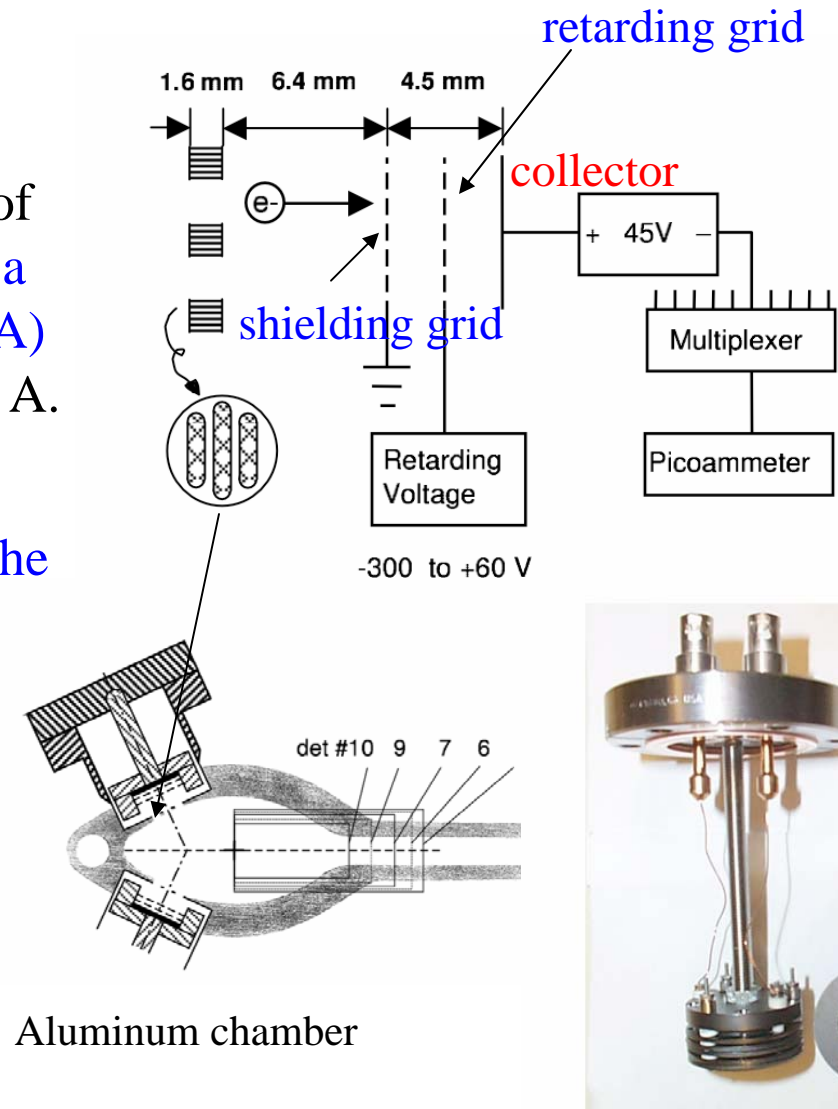 retarding grid
1.6 mm 6.4 mm 4.5 mm
of
collector
e-
+ 45V −
a
shielding grid
A)
Multiplexer
A.
Retarding
Voltage
Picoammeter
he
-300 to +60 V
det #10 9 7 6
Aluminum chamber